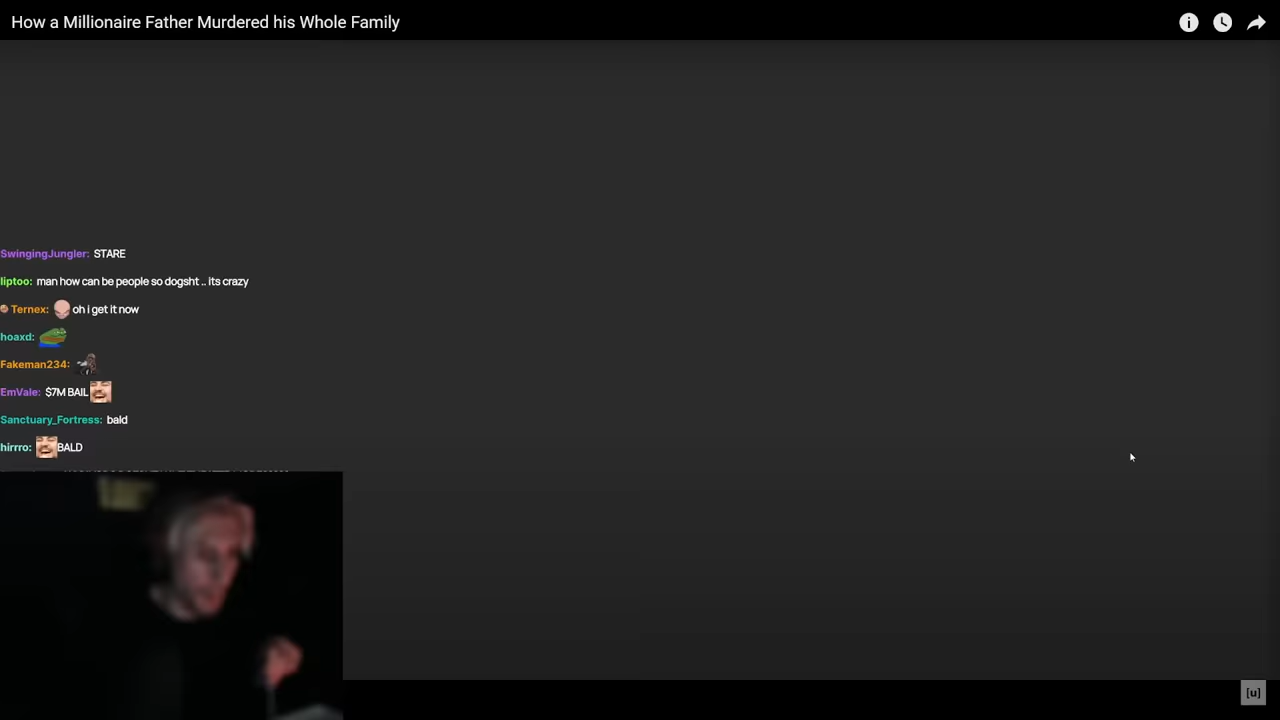 How a Millionaire Father Murdered his Whole Family
SwingingJungler: STARE
liptoo: man how can be people so dogsht .. its crazy
Ternex: oh i get it now
hoaxd:
Fakeman234:
EmVale: $7M BAIL
Sanctuary_Fortress: bald
hirrro: BALD
[u]